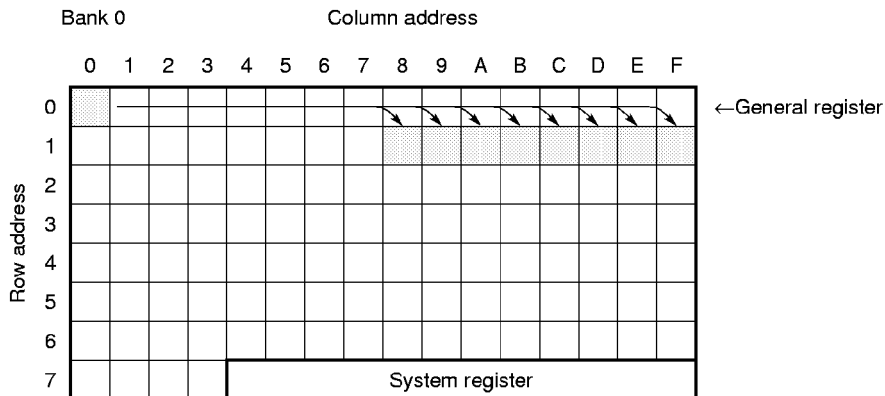 Bank 0
Column address
0 1 2 3 4 5 6 7 8 9 A B C D E F
0 ←General register
1
2
3
4
5
6
7 System register
Row address